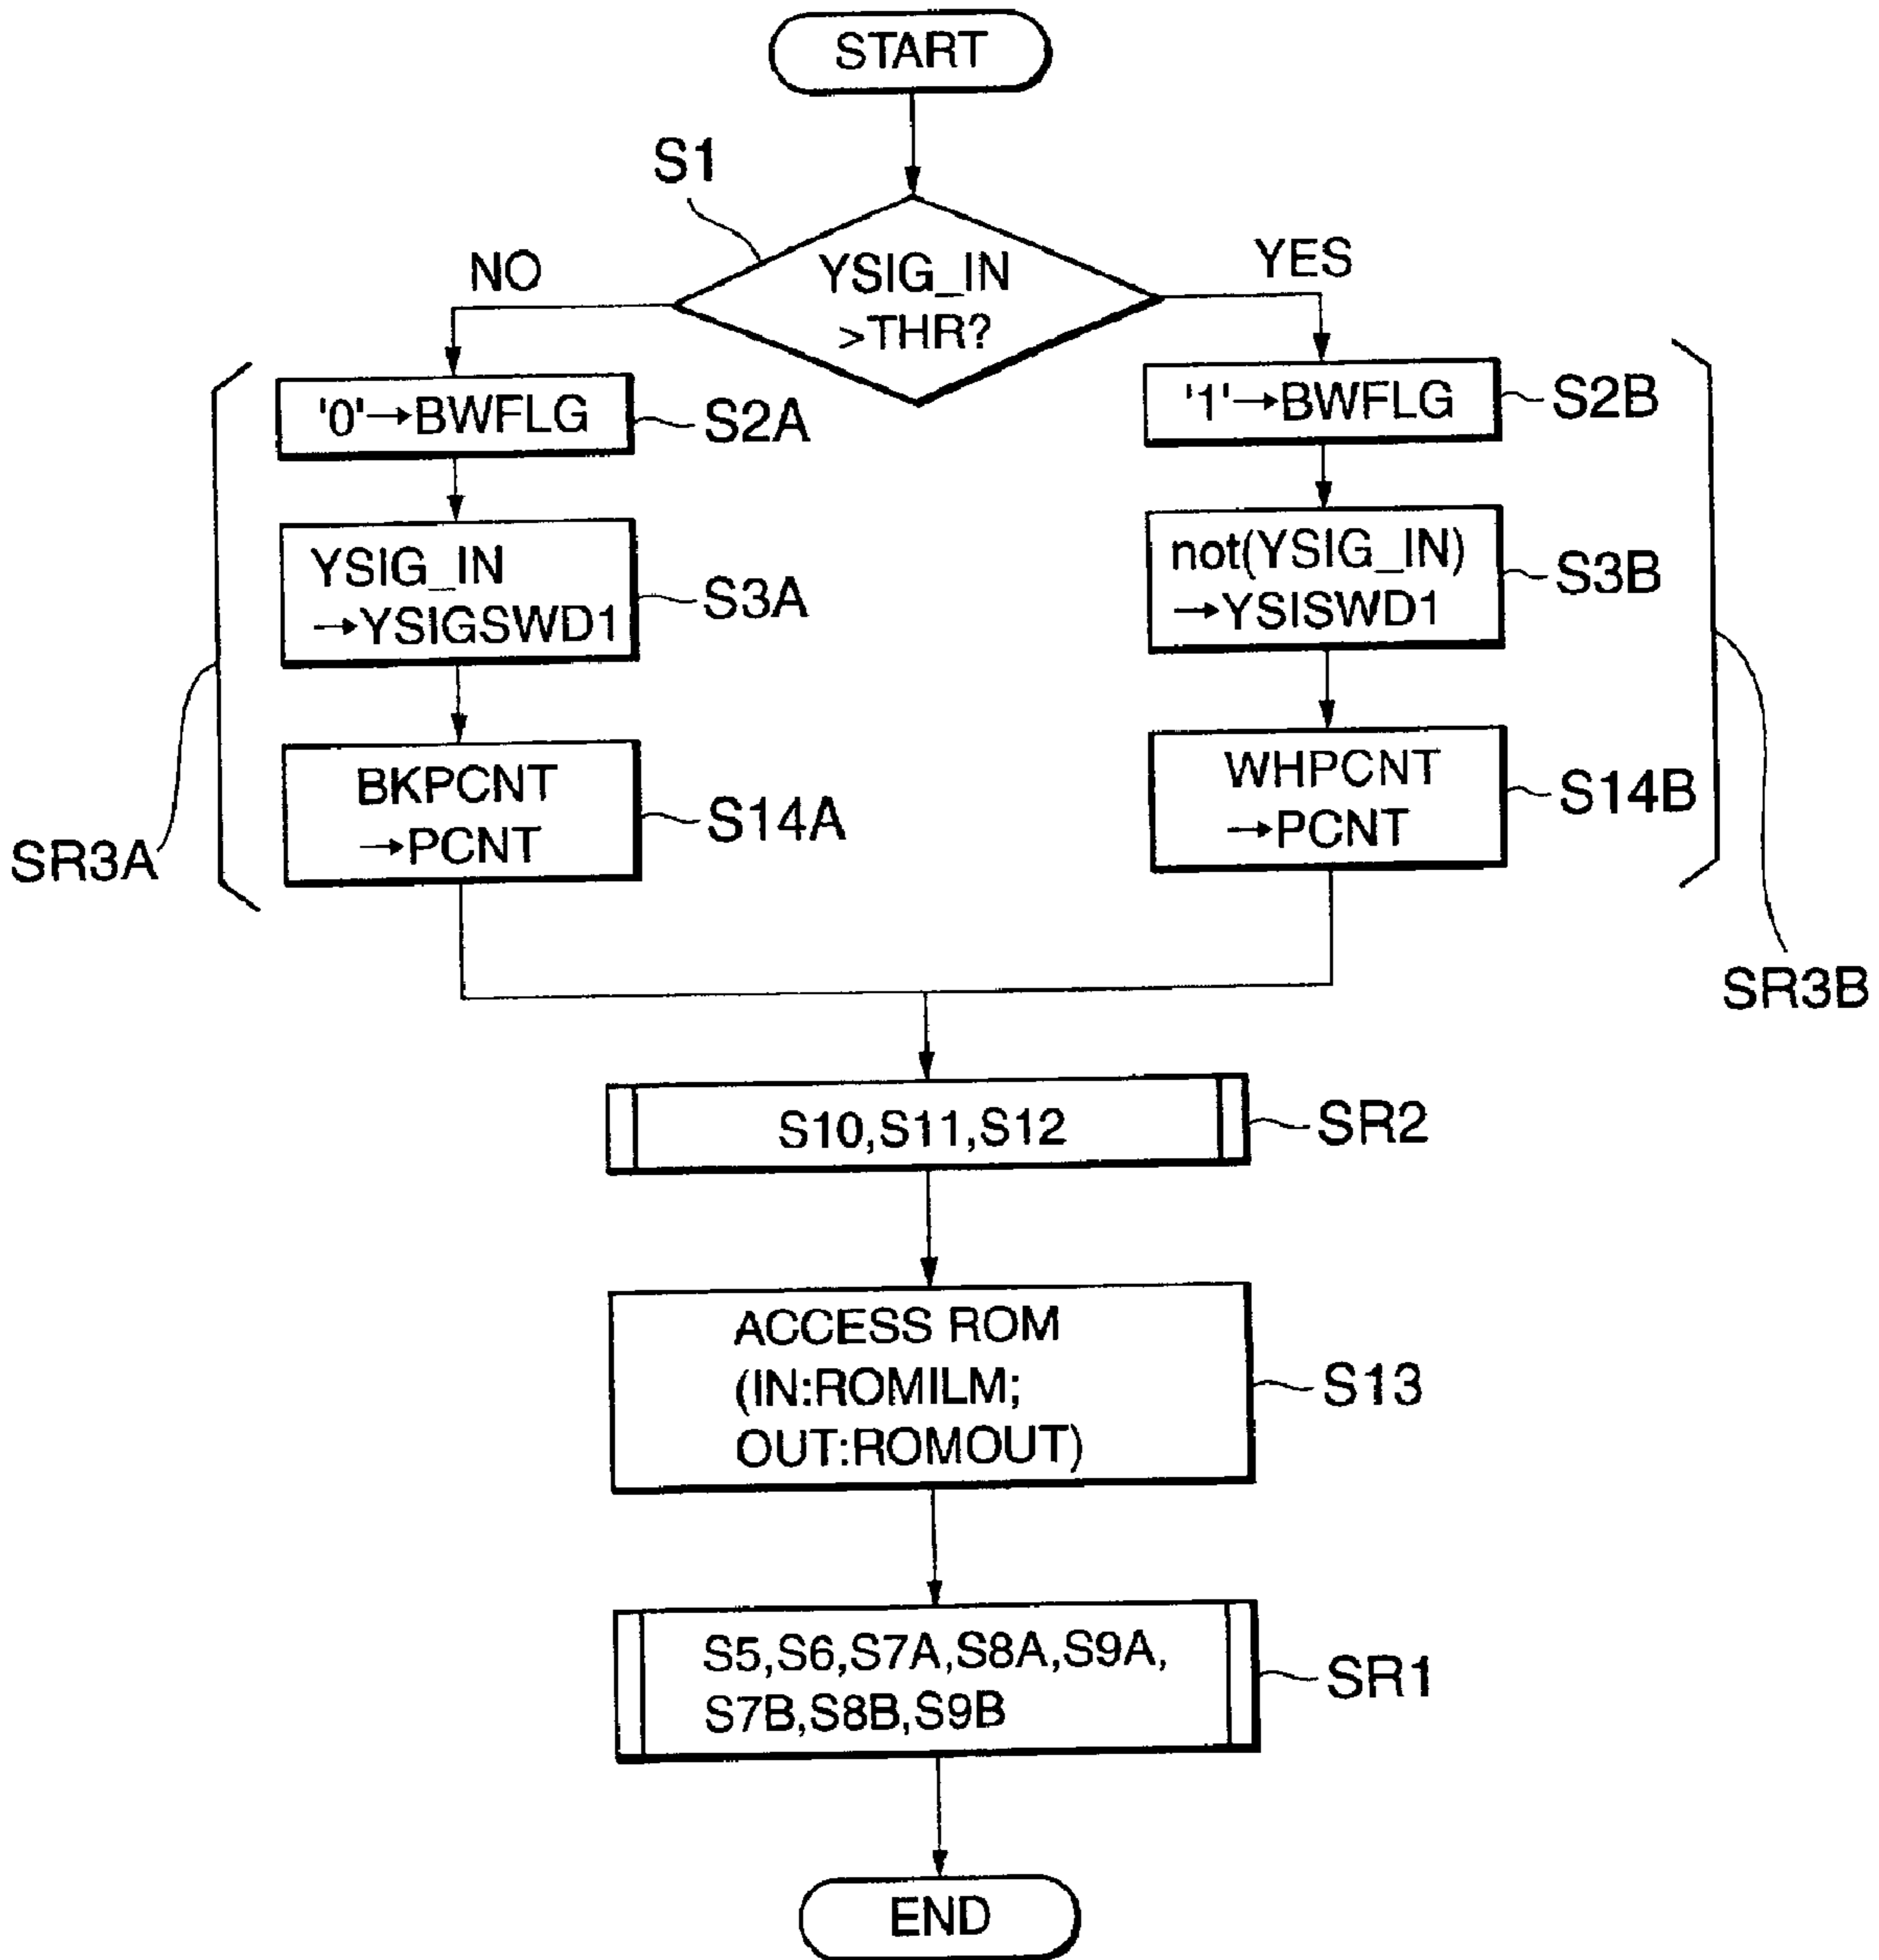 START
S1
YSIG_IN
>THR?
NO
YES
'0'→BWFLG
S2A
'1'→BWFLG
S2B
YSIG_IN
→YSIGSWD1
S3A
not(YSIG_IN)
→YSISWD1
S3B
BKPCNT
→PCNT
S14A
WHPCNT
→PCNT
S14B
SR3A
SR3B
S10,S11,S12
SR2
ACCESS ROM
(IN:ROMILM;
OUT:ROMOUT)
S13
S5,S6,S7A,S8A,S9A,
S7B,S8B,S9B
SR1
END